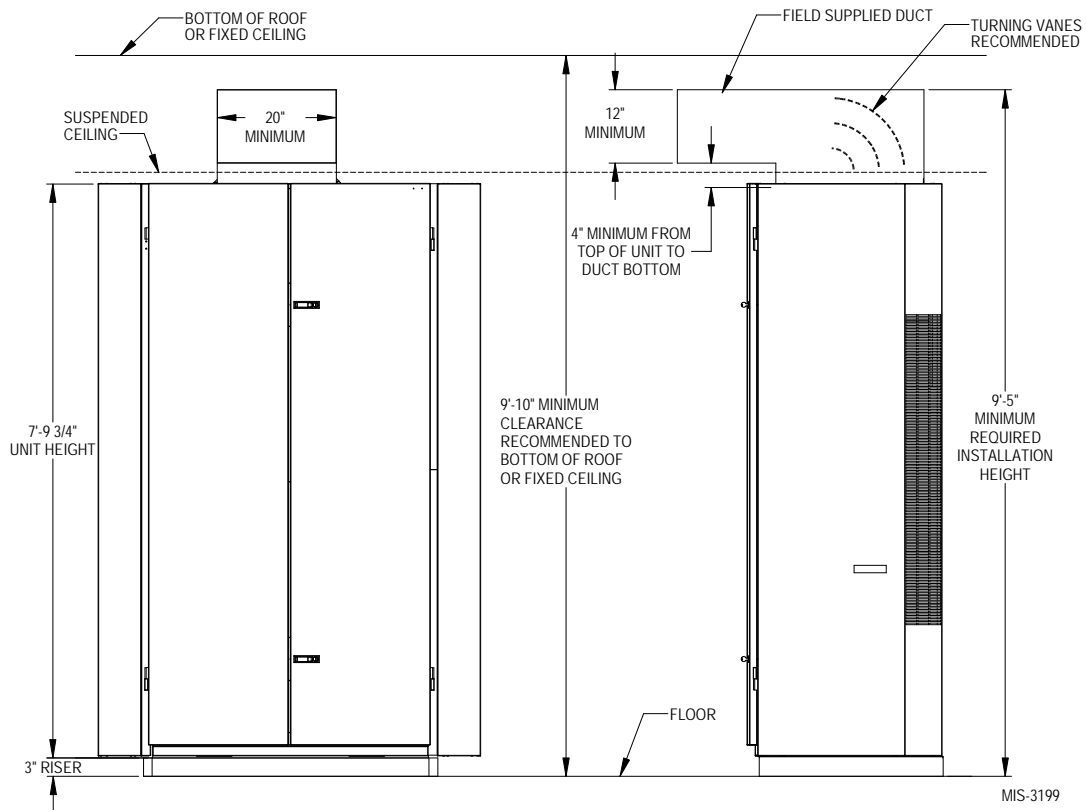 BOTTOM OF ROOF
OR FIXED CEILING
FIELD SUPPLIED DUCT
TURNING VANES
RECOMMENDED
SUSPENDED
CEILING
20"
MINIMUM
12"
MINIMUM
4" MINIMUM FROM
TOP OF UNIT TO
DUCT BOTTOM
7'-9 3/4"
UNIT HEIGHT
9'-10" MINIMUM
CLEARANCE
RECOMMENDED TO
BOTTOM OF ROOF
OR FIXED CEILING
9'-5"
MINIMUM
REQUIRED
INSTALLATION
HEIGHT
FLOOR
3" RISER
MIS-3199